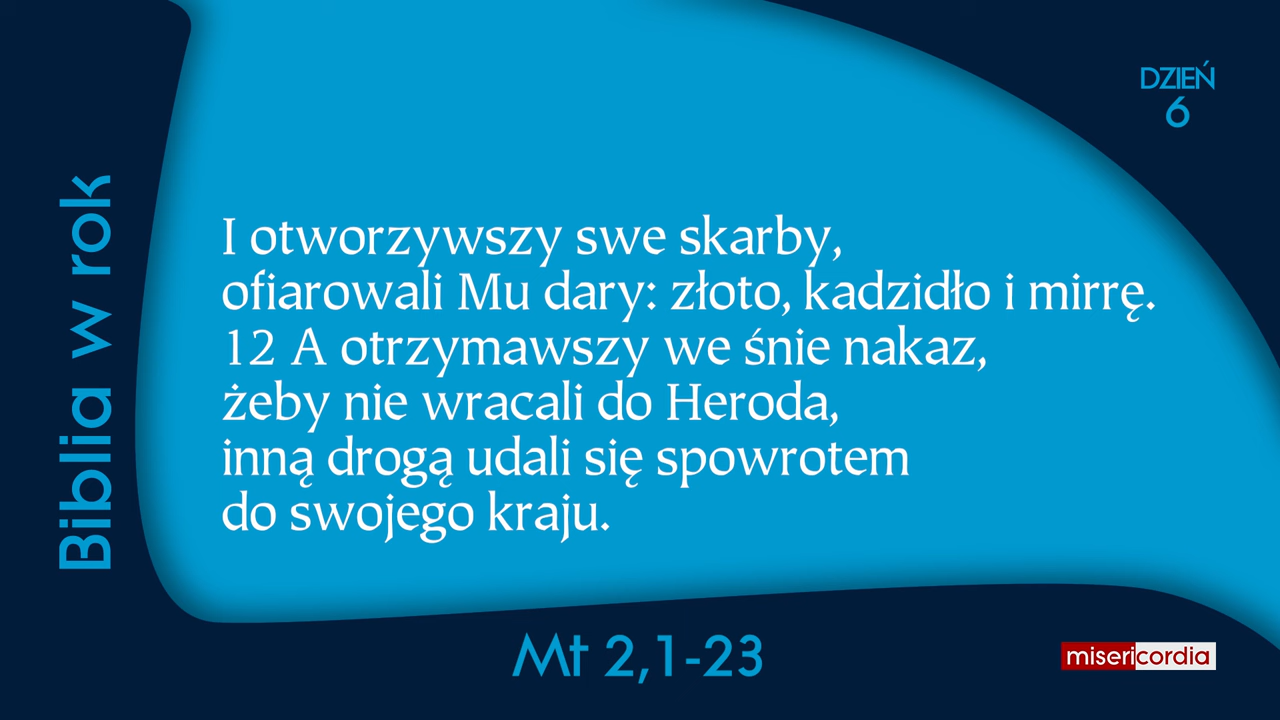 DZIEŃ
6
Biblia w rok
I otworzywszy swe skarby,
ofiarowali Mu dary: złoto, kadzidło i mirrę.
12 A otrzymawszy we śnie nakaz,
żeby nie wracali do Heroda,
inną drogą udali się spowrotem
do swojego kraju.
Mt 2,1-23
misericordia